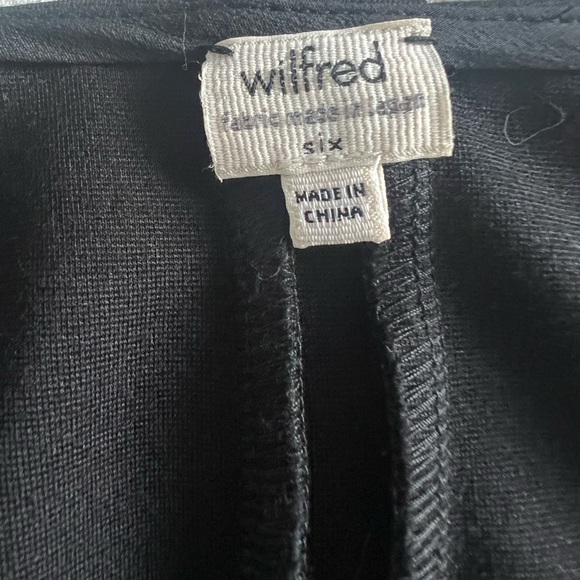 wilfred
fabric made in Japan
six
MADE IN
CHINA